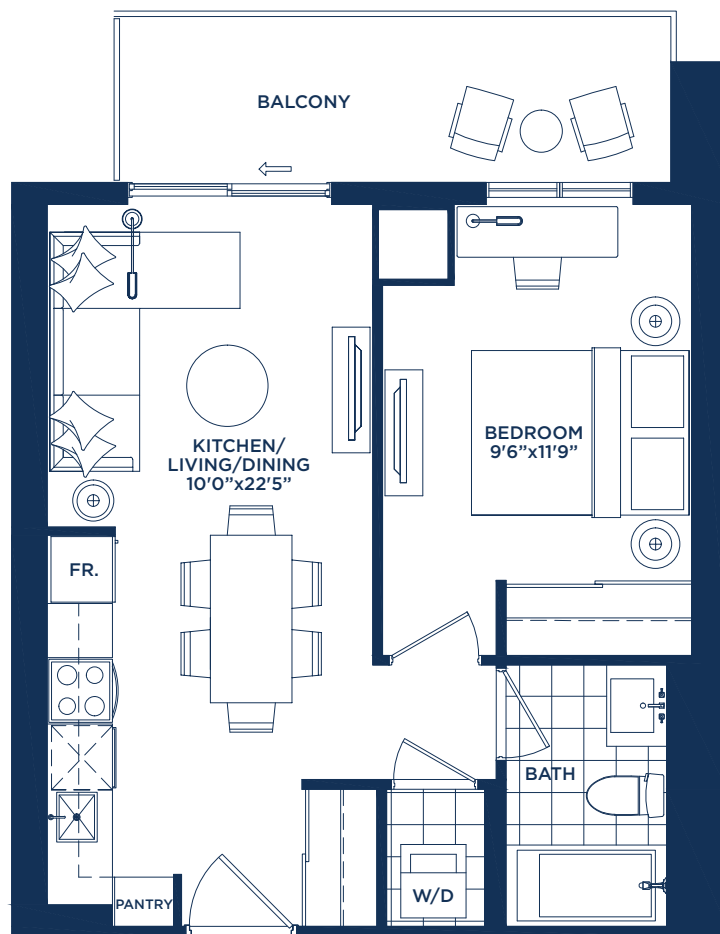 BALCONY
KITCHEN/
LIVING/DINING
10'0”x22'5”
BEDROOM
9'6”x11'9”
FR.
BATH
W/D
PANTRY